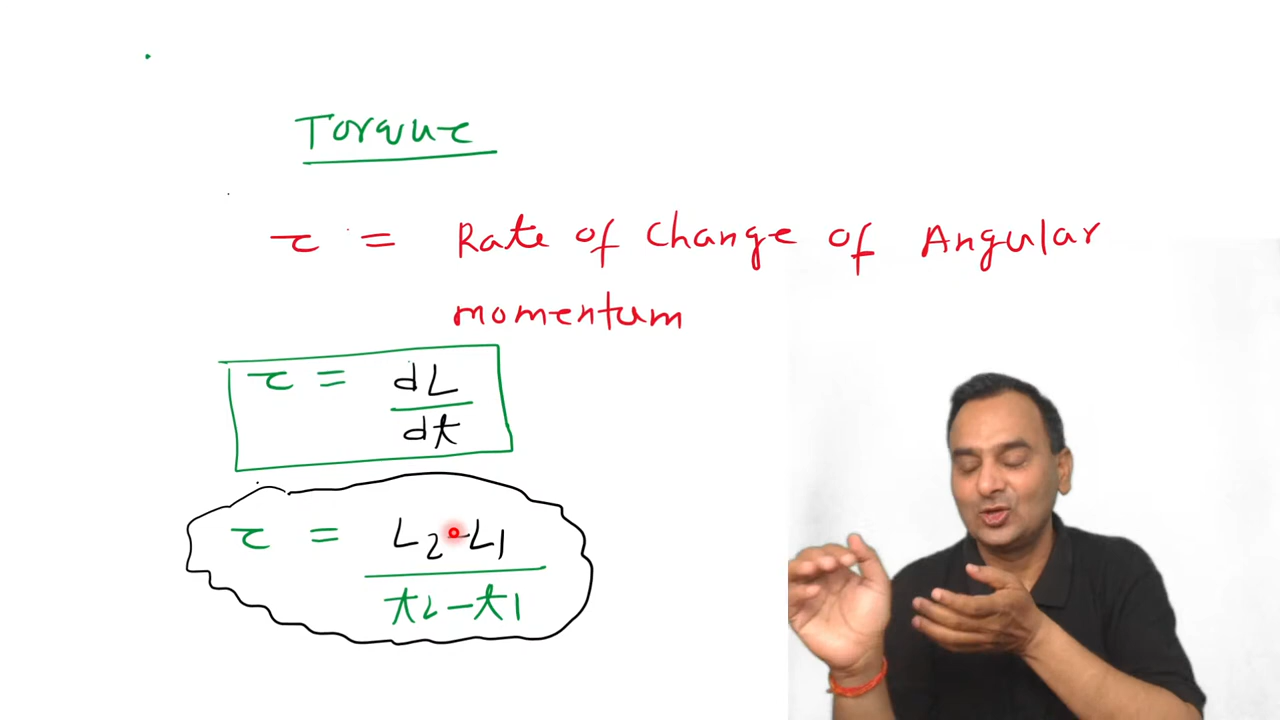 Torque
τ = Rate of Change of Angular
momentum
τ = dL
dt
τ = L2-L1
t2-t1